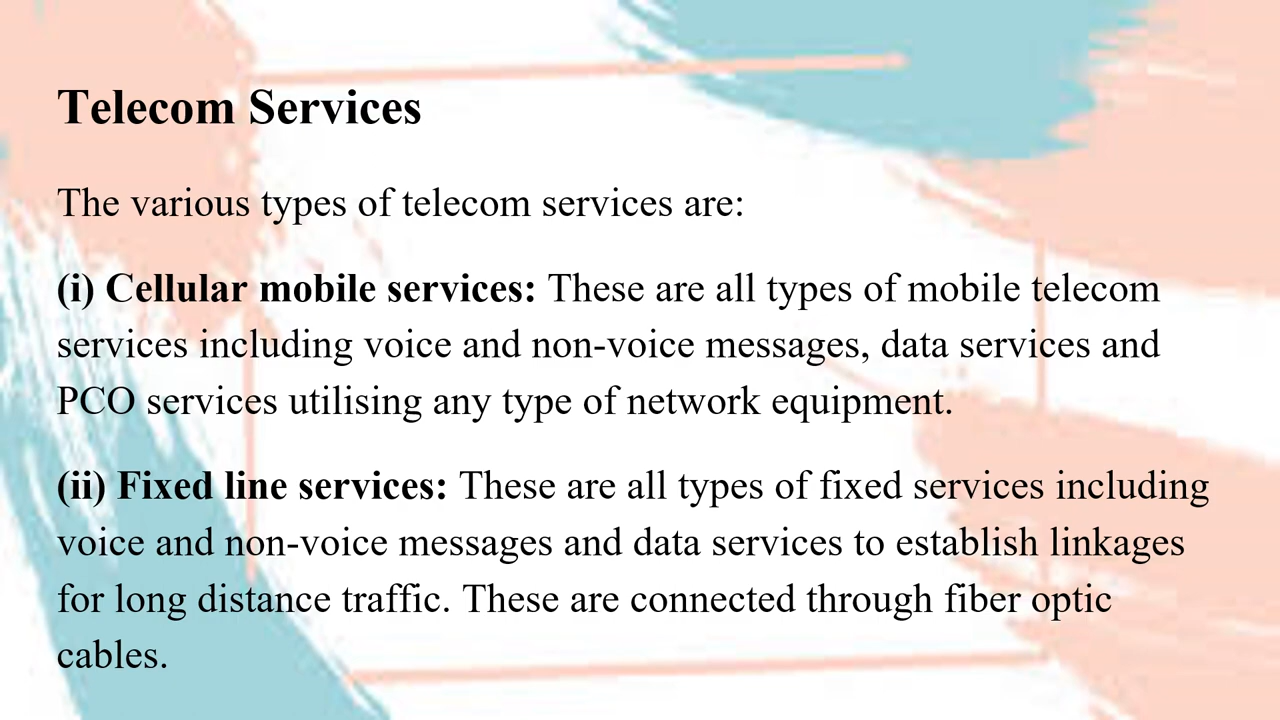 Telecom Services
The various types of telecom services are:
(i) Cellular mobile services: These are all types of mobile telecom
services including voice and non-voice messages, data services and
PCO services utilising any type of network equipment.
(ii) Fixed line services: These are all types of fixed services including
voice and non-voice messages and data services to establish linkages
for long distance traffic. These are connected through fiber optic
cables.